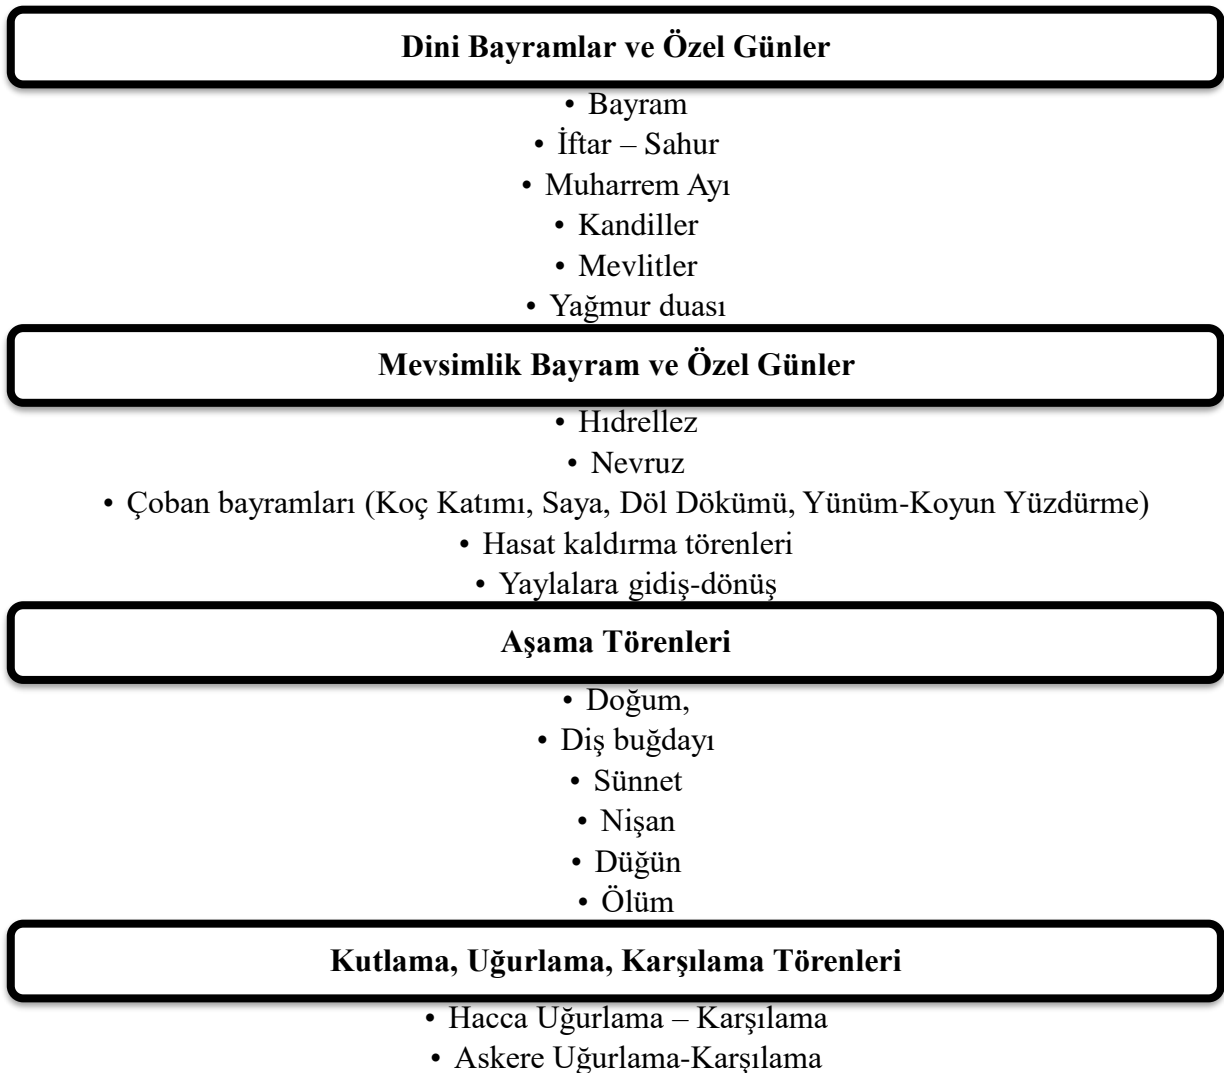 Dini Bayramlar ve Özel Günler
• Bayram
• İftar – Sahur
• Muharrem Ayı
• Kandiller
• Mevlitler
• Yağmur duası
Mevsimlik Bayram ve Özel Günler
• Hıdrellez
• Nevruz
• Çoban bayramları (Koç Katımı, Saya, Döl Dökümü, Yünüm-Koyun Yüzdürme)
• Hasat kaldırma törenleri
• Yaylalara gidiş-dönüş
Aşama Törenleri
• Doğum,
• Diş buğdayı
• Sünnet
• Nişan
• Düğün
• Ölüm
Kutlama, Uğurlama, Karşılama Törenleri
• Hacca Uğurlama – Karşılama
• Askere Uğurlama-Karşılama